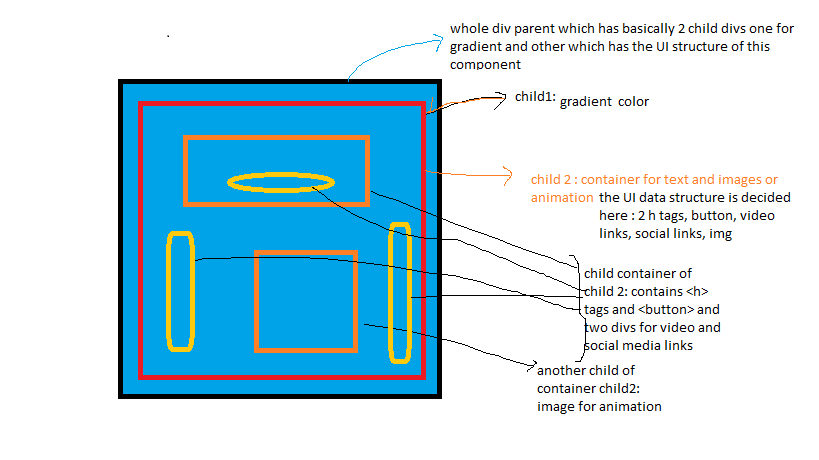 whole div parent which has basically 2 child divs one for
gradient and other which has the UI structure of this
component
child1: gradient color
child 2 : container for text and images or
animation the UI data structure is decided
here : 2 h tags, button, video
links, social links, img
child container of
child 2: contains <h>
tags and <button> and
two divs for video and
social media links
another child of
container child2:
image for animation